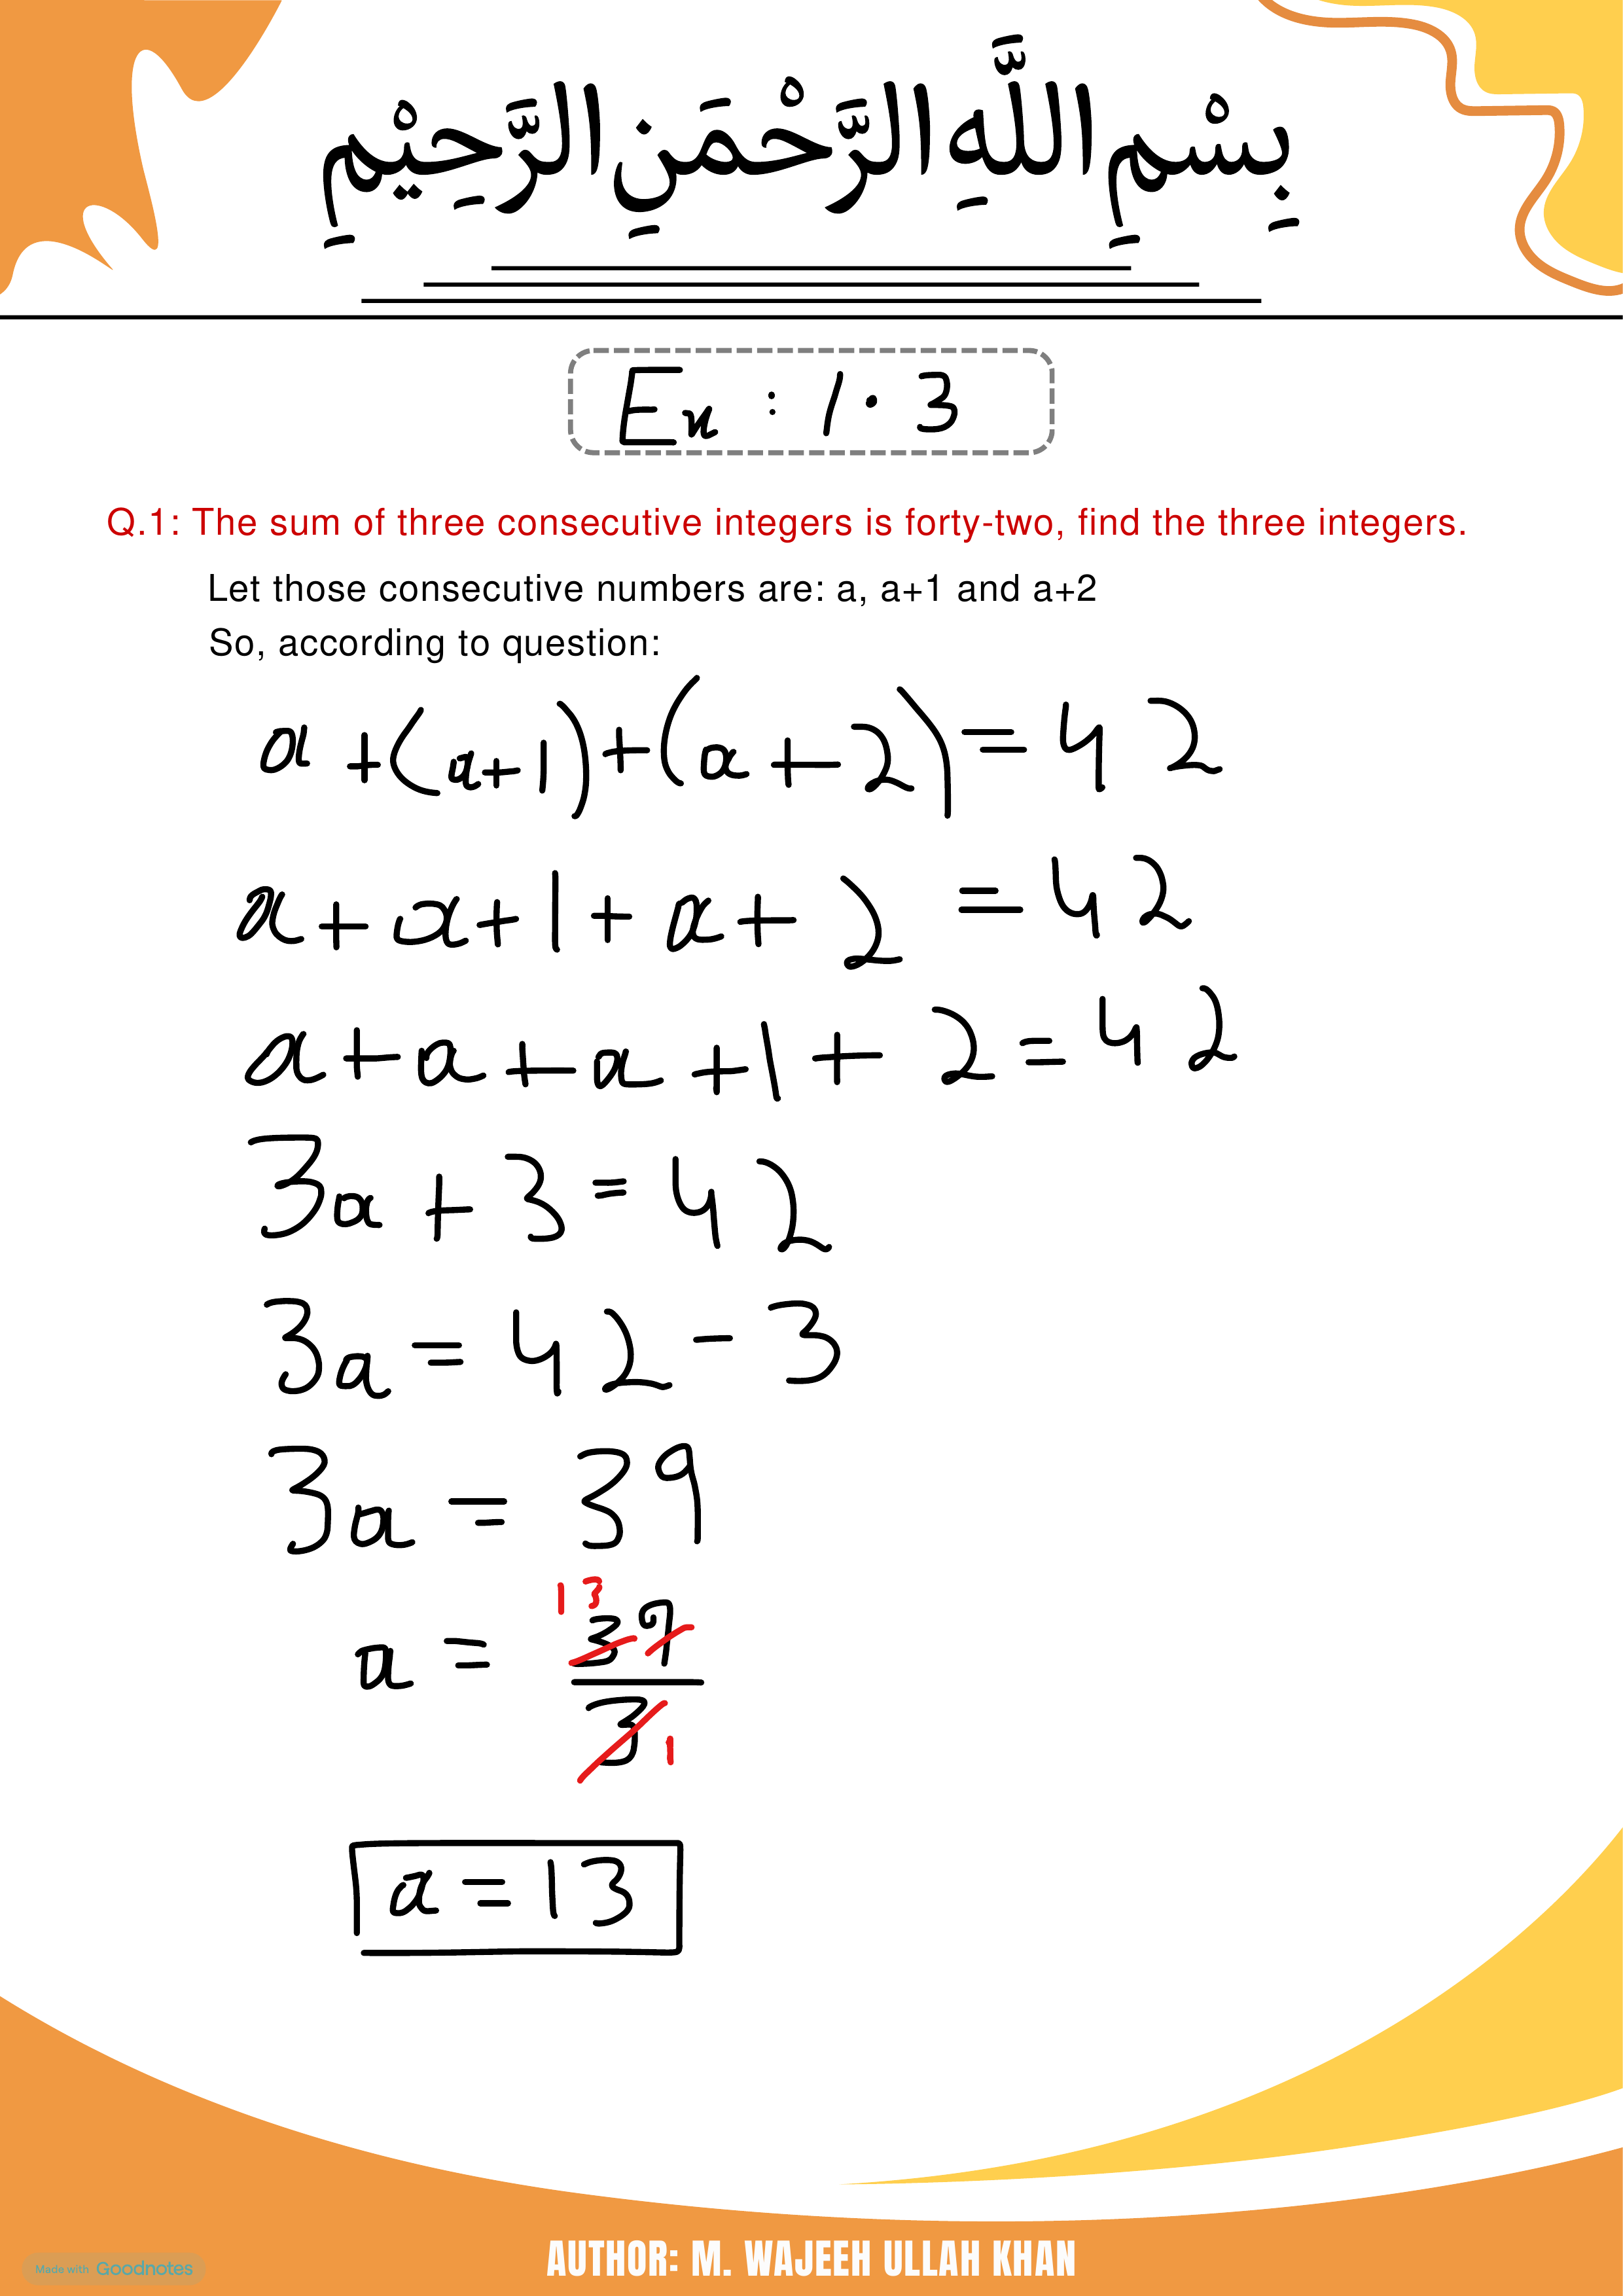 بِسْمِ اللَّهِ الرَّحْمَنِ الرَّحِيْمِ
Ex : 1.3
Q.1: The sum of three consecutive integers is forty-two, find the three integers.
Let those consecutive numbers are: a, a+1 and a+2
So, according to question:
a + (a+1) + (a+2) = 42
a + a + 1 + a + 2 = 42
a + a + a + 1 + 2 = 42
3a + 3 = 42
3a = 42 - 3
3a = 39
13
a = 39
3 1
a = 13
AUTHOR: M. WAJEEH ULLAH KHAN
Made with Goodnotes